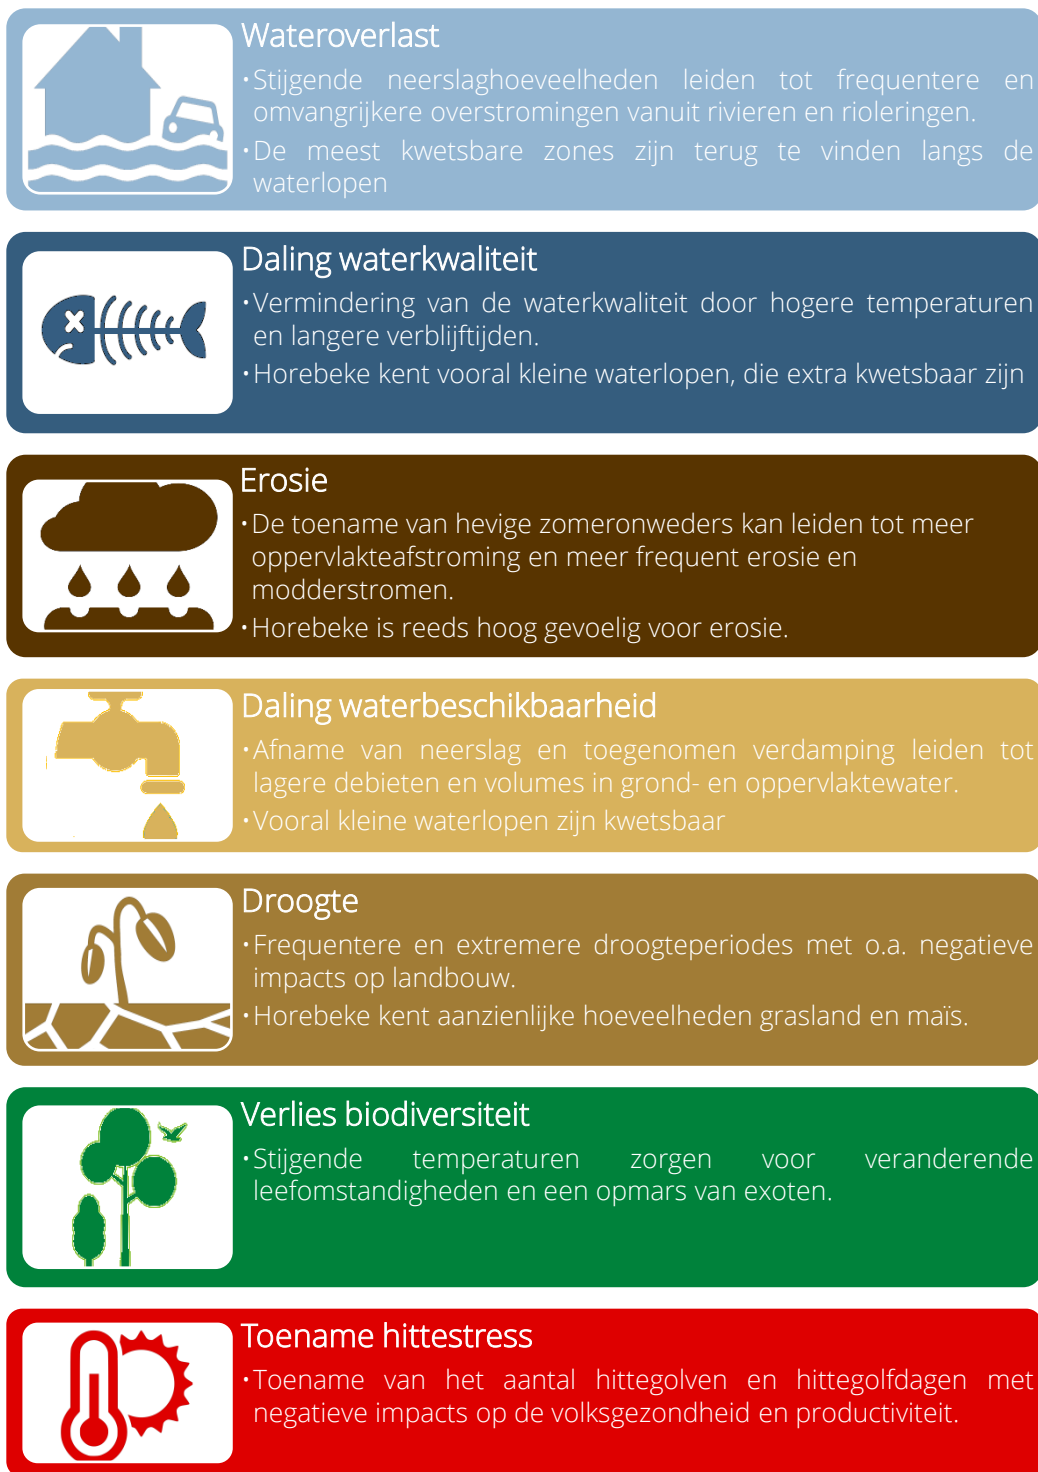 Wateroverlast
·Stijgende neerslaghoeveelheden leiden tot frequentere en
omvangrijkere overstromingen vanuit rivieren en rioleringen.
·De meest kwetsbare zones zijn terug te vinden langs de
waterlopen
Daling waterkwaliteit
·Vermindering van de waterkwaliteit door hogere temperaturen
en langere verblijftijden.
·Horebeke kent vooral kleine waterlopen, die extra kwetsbaar zijn
Erosie
·De toename van hevige zomeronweders kan leiden tot meer
oppervlakteafstroming en meer frequent erosie en
modderstromen.
·Horebeke is reeds hoog gevoelig voor erosie.
Daling waterbeschikbaarheid
·Afname van neerslag en toegenomen verdamping leiden tot
lagere debieten en volumes in grond- en oppervlaktewater.
·Vooral kleine waterlopen zijn kwetsbaar
Droogte
·Frequentere en extremere droogteperiodes met o.a. negatieve
impacts op landbouw.
·Horebeke kent aanzienlijke hoeveelheden grasland en maïs.
Verlies biodiversiteit
·Stijgende temperaturen zorgen voor veranderende
leefomstandigheden en een opmars van exoten.
Toename hittestress
·Toename van het aantal hittegolven en hittegolfdagen met
negatieve impacts op de volksgezondheid en productiviteit.